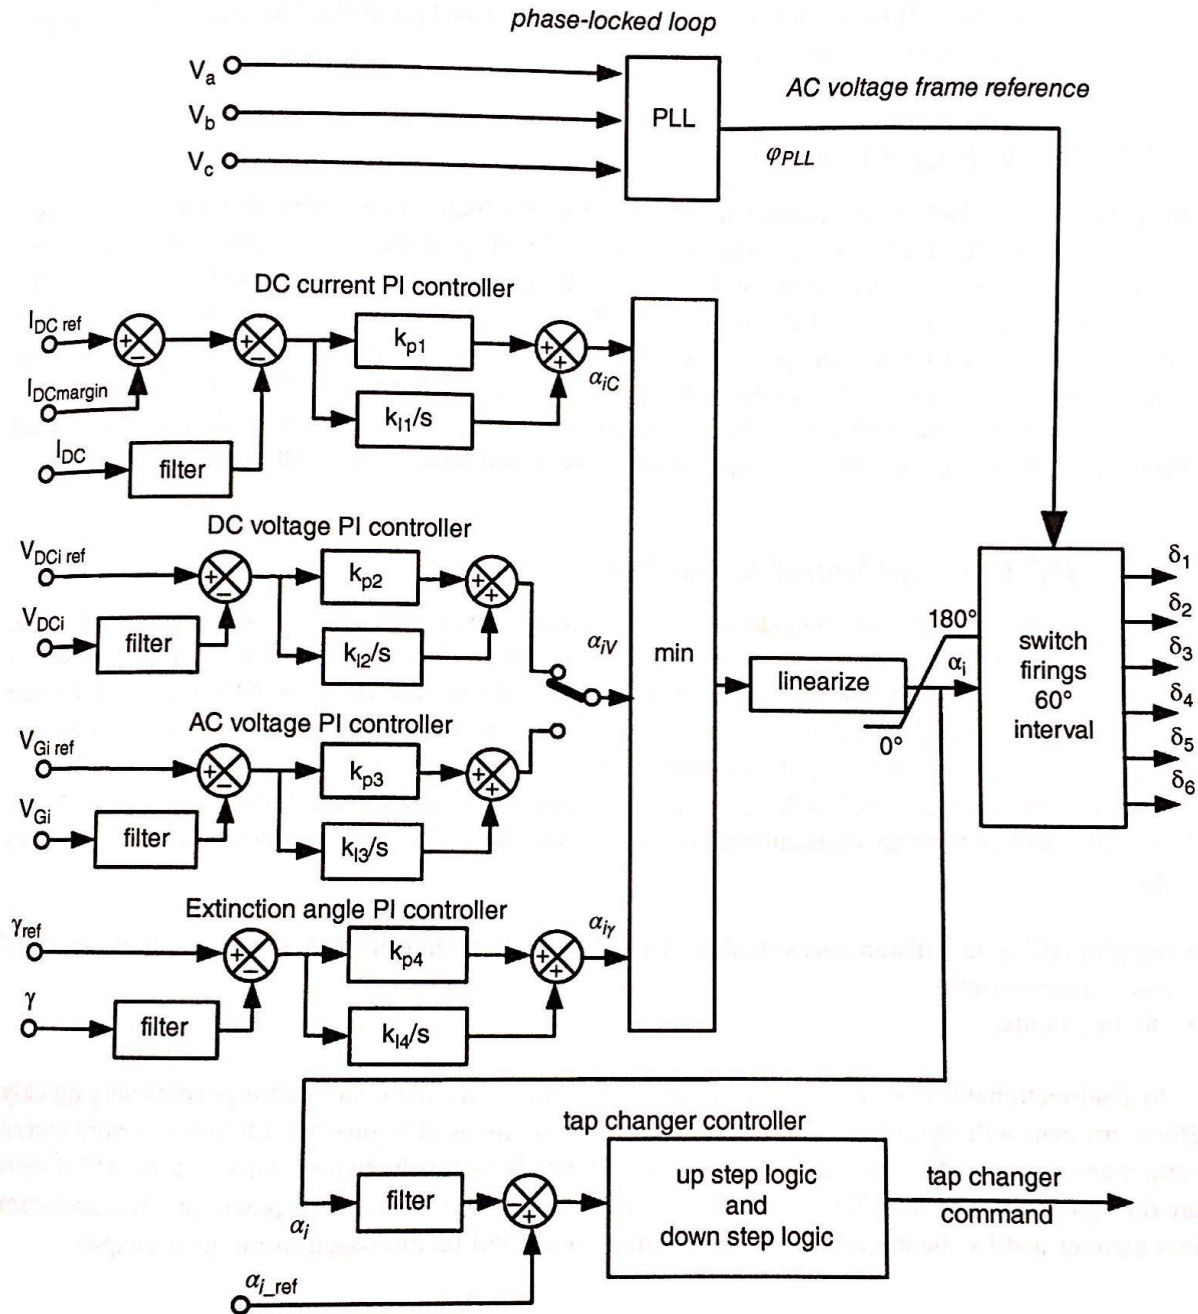 phase-locked loop
V_a
V_b
V_c
PLL
AC voltage frame reference
φ_PLL
DC current PI controller
I_DC ref
I_DCmargin
I_DC
filter
k_p1
k_I1/s
α_iC
DC voltage PI controller
V_DCi ref
V_DCi
filter
k_p2
k_I2/s
α_iV
AC voltage PI controller
V_Gi ref
V_Gi
filter
k_p3
k_I3/s
Extinction angle PI controller
γ_ref
γ
filter
k_p4
k_I4/s
α_iγ
min
linearize
180°
0°
α_i
switch
firings
60°
interval
δ_1
δ_2
δ_3
δ_4
δ_5
δ_6
tap changer controller
α_i
filter
α_i_ref
up step logic
and
down step logic
tap changer
command